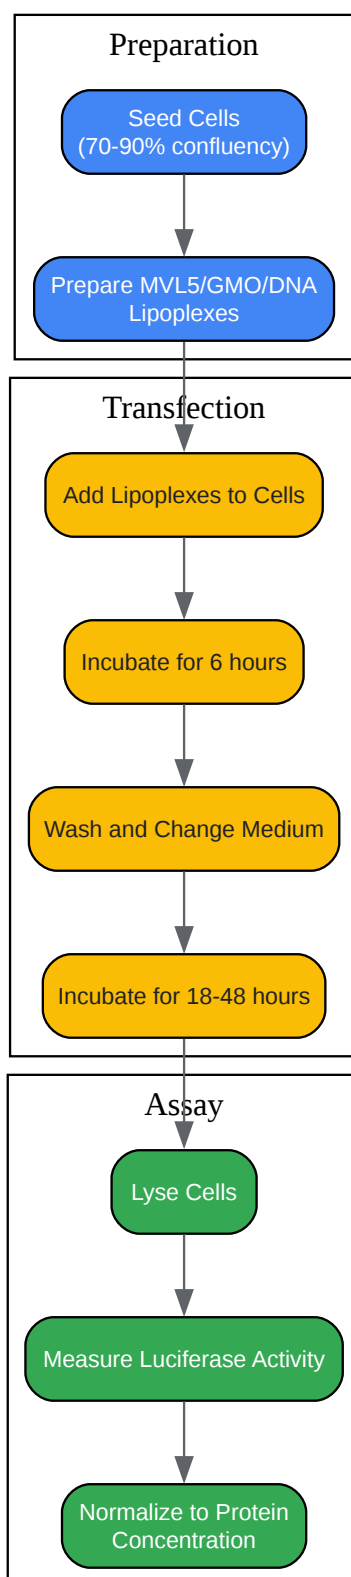 Preparation
Seed Cells
(70-90% confluency)
Prepare MVL5/GMO/DNA
Lipoplexes
Transfection
Add Lipoplexes to Cells
Incubate for 6 hours
Wash and Change Medium
Incubate for 18-48 hours
Assay
Lyse Cells
Measure Luciferase Activity
Normalize to Protein
Concentration